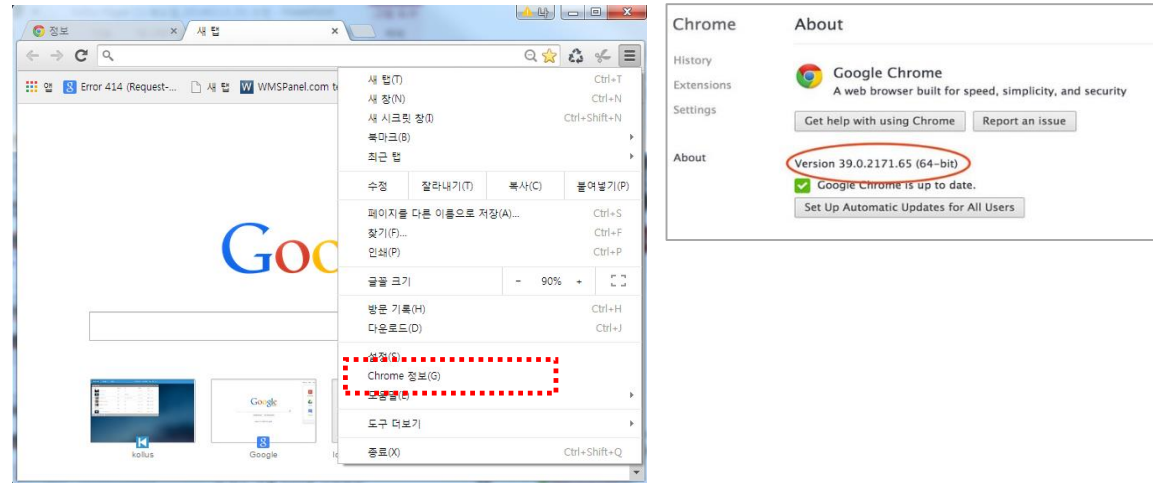 정보
새 탭
앱
Error 414 (Request-...
새 탭
WMSPanel.com
새 탭(T) Ctrl+T
새 창(N) Ctrl+N
새 시크릿 창(I) Ctrl+Shift+N
북마크(B)
최근 탭
수정 잘라내기(T) 복사(C) 붙여넣기(P)
페이지를 다른 이름으로 저장(A)... Ctrl+S
찾기(F)... Ctrl+F
인쇄(P) Ctrl+P
글꼴 크기 - 90% +
방문 기록(H) Ctrl+H
다운로드(D) Ctrl+J
설정(S)
Chrome 정보(G)
도움말(E)
도구 더보기
종료(X) Ctrl+Shift+Q
Goo
Google
kollus
Google
Chrome
History
Extensions
Settings
About
About
Google Chrome
A web browser built for speed, simplicity, and security
Get help with using Chrome
Report an issue
Version 39.0.2171.65 (64-bit)
Google Chrome is up to date.
Set Up Automatic Updates for All Users